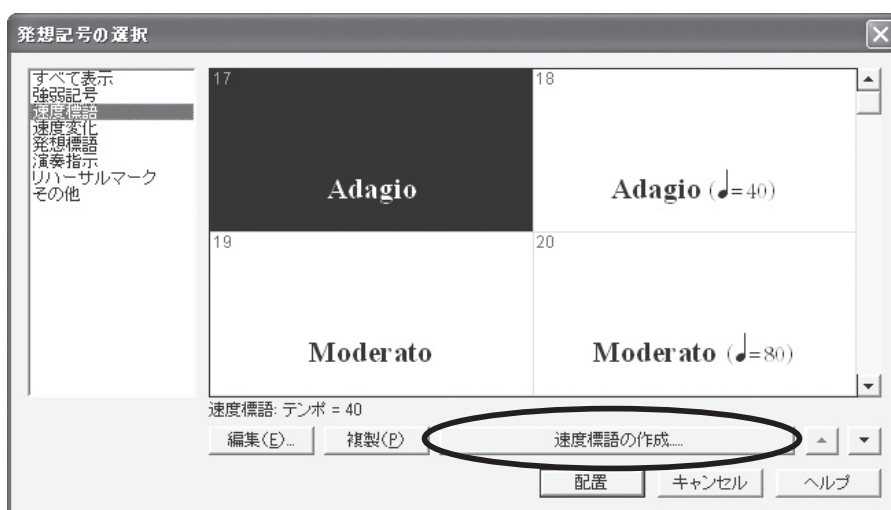 発想記号の選択
すべて表示
強弱記号
速度標語
速度変化
発想標語
演奏指示
リハーサルマーク
その他
17
Adagio
18
Adagio (♩=40)
19
Moderato
20
Moderato (♩=80)
速度標語: テンポ = 40
編集(E)...
複製(P)
速度標語の作成....
配置
キャンセル
ヘルプ